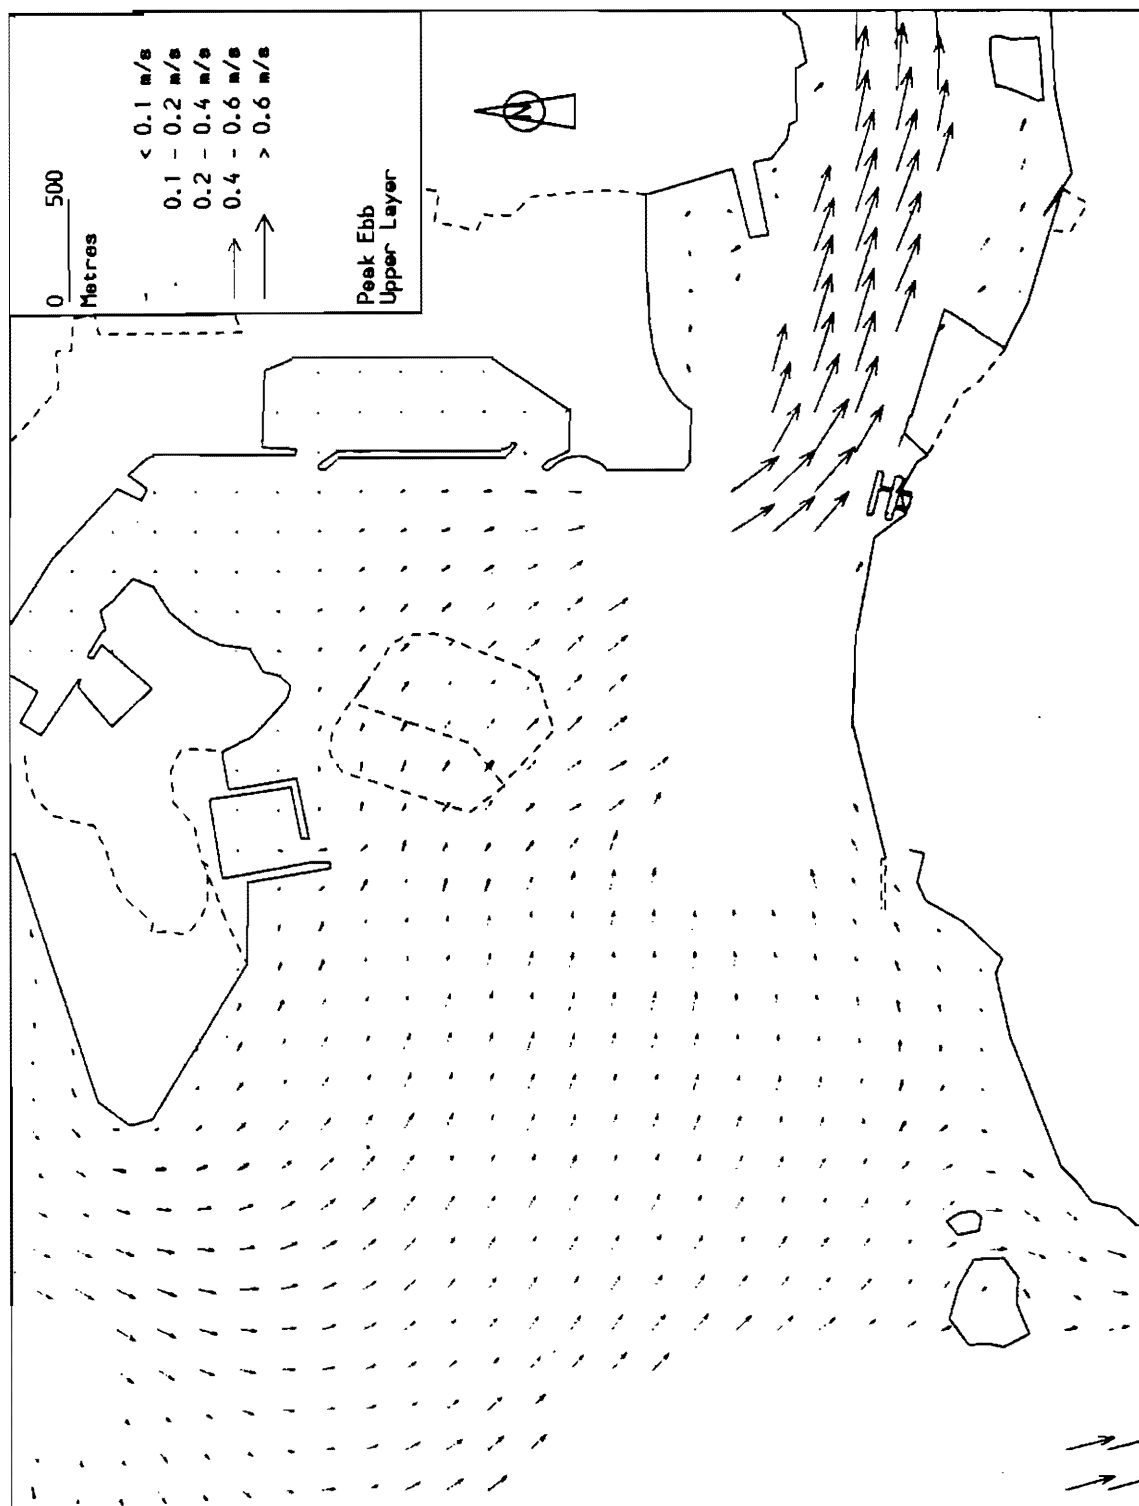 0 500
Metres
< 0.1 m/s
0.1 - 0.2 m/s
0.2 - 0.4 m/s
0.4 - 0.6 m/s
> 0.6 m/s
Peak Ebb
Upper Layer
N